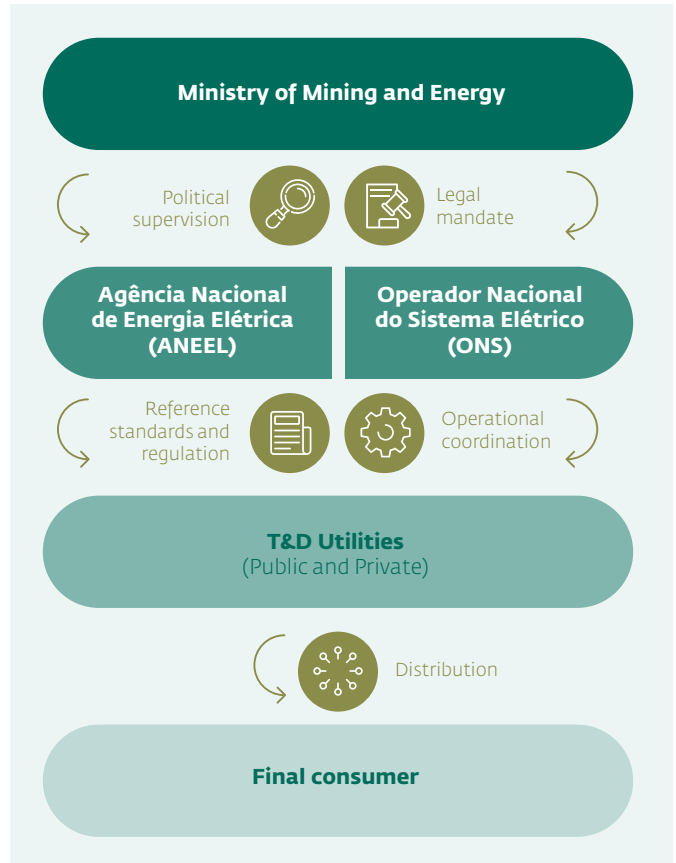 Ministry of Mining and Energy
Political
supervision
Legal
mandate
Agência Nacional
de Energia Elétrica
(ANEEL)
Operador Nacional
do Sistema Elétrico
(ONS)
Reference
standards and
regulation
Operational
coordination
T&D Utilities
(Public and Private)
Distribution
Final consumer